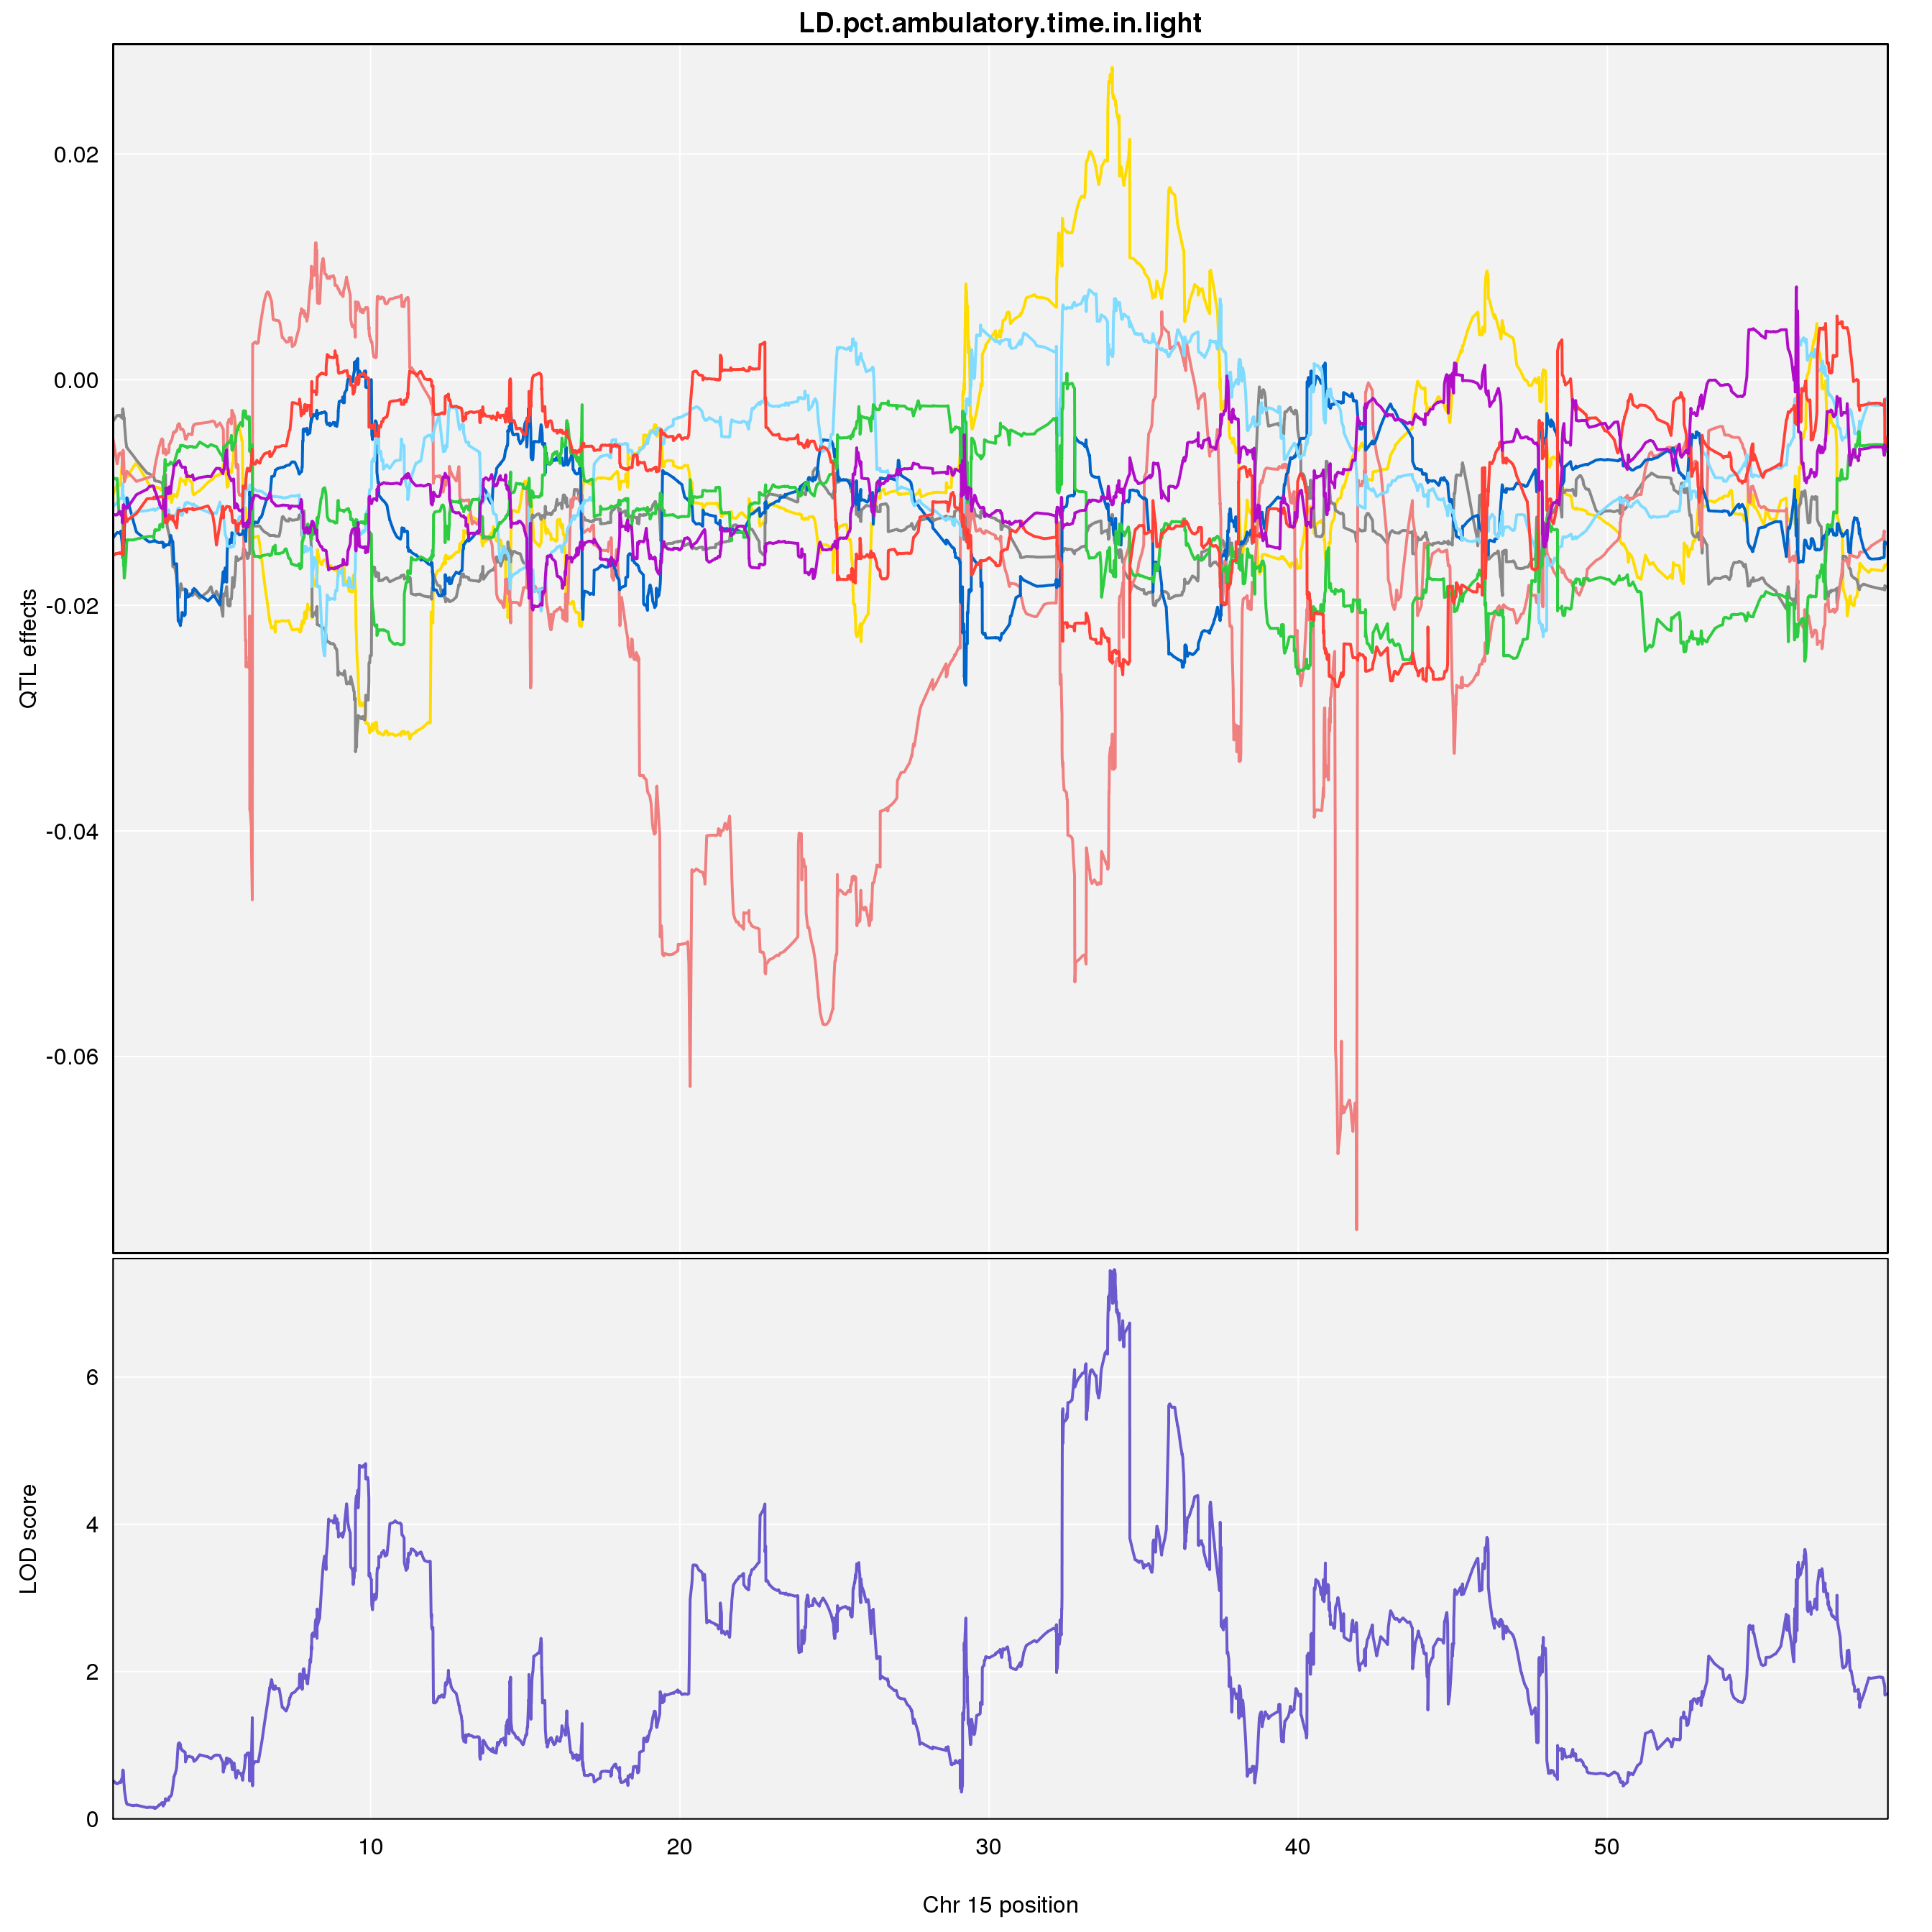 LD.pct.ambulatory.time.in.light
QTL effects
0.02
0.00
-0.02
-0.04
-0.06
LOD score
6
4
2
0
10 20 30 40 50
Chr 15 position